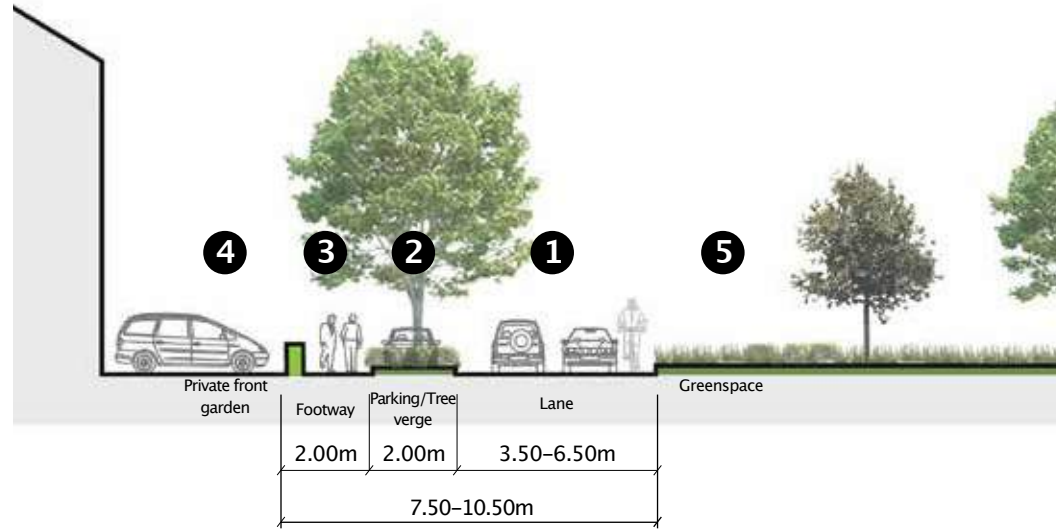 4
3
2
1
5
Private front
garden
Footway
Parking/Tree
verge
Lane
Greenspace
2.00m
2.00m
3.50–6.50m
7.50–10.50m